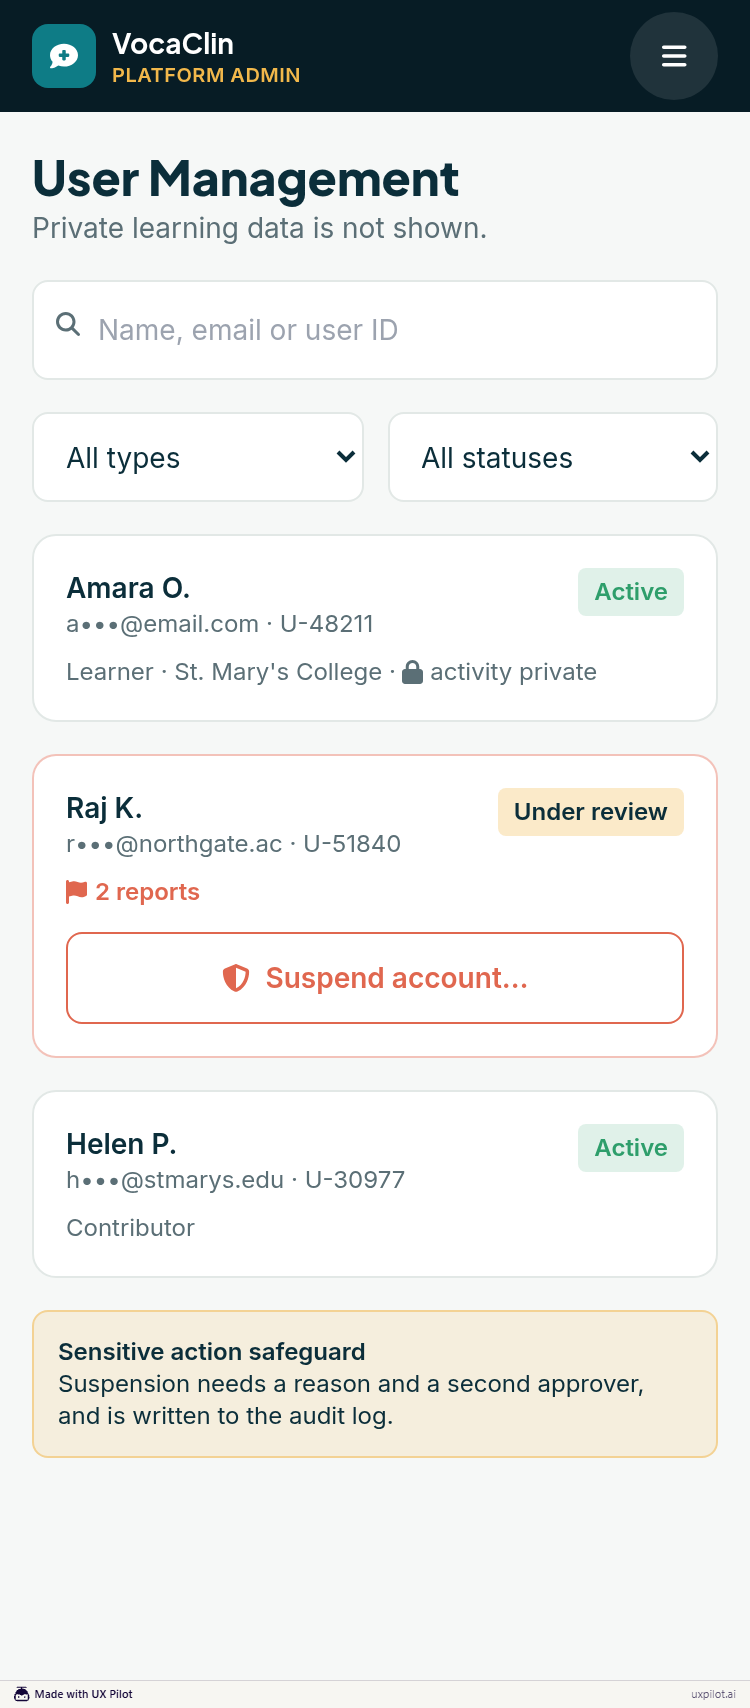 VocaClin
PLATFORM ADMIN
User Management
Private learning data is not shown.
Name, email or user ID
All types
All statuses
Amara O.
Active
a•••@email.com · U-48211
Learner · St. Mary's College · activity private
Raj K.
Under review
r•••@northgate.ac · U-51840
2 reports
Suspend account...
Helen P.
Active
h•••@stmarys.edu · U-30977
Contributor
Sensitive action safeguard
Suspension needs a reason and a second approver,
and is written to the audit log.
Made with UX Pilot
uxpilot.ai